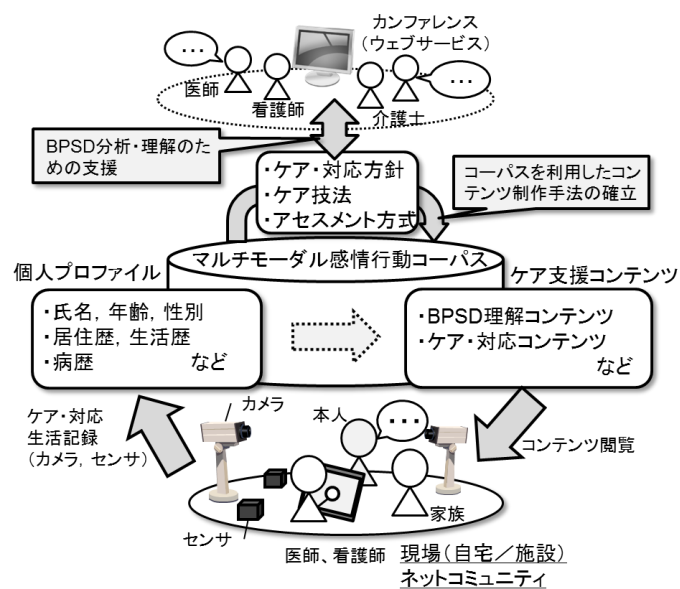 カンファレンス
（ウェブサービス）
…
…
医師
看護師
介護士
BPSD分析・理解のた
めの支援
・ケア・対応方針
・ケア技法
・アセスメント方式
コーパスを利用したコン
テンツ制作手法の確立
マルチモーダル感情行動コーパス
個人プロファイル
・氏名，年齢，性別
・居住歴，生活歴
・病歴　など
ケア支援コンテンツ
・BPSD理解コンテンツ
・ケア・対応コンテンツ
など
ケア・対応
生活記録
（カメラ，センサ）
カメラ
本人
…
コンテンツ閲覧
家族
センサ
医師、看護師
現場（自宅／施設）
ネットコミュニティ